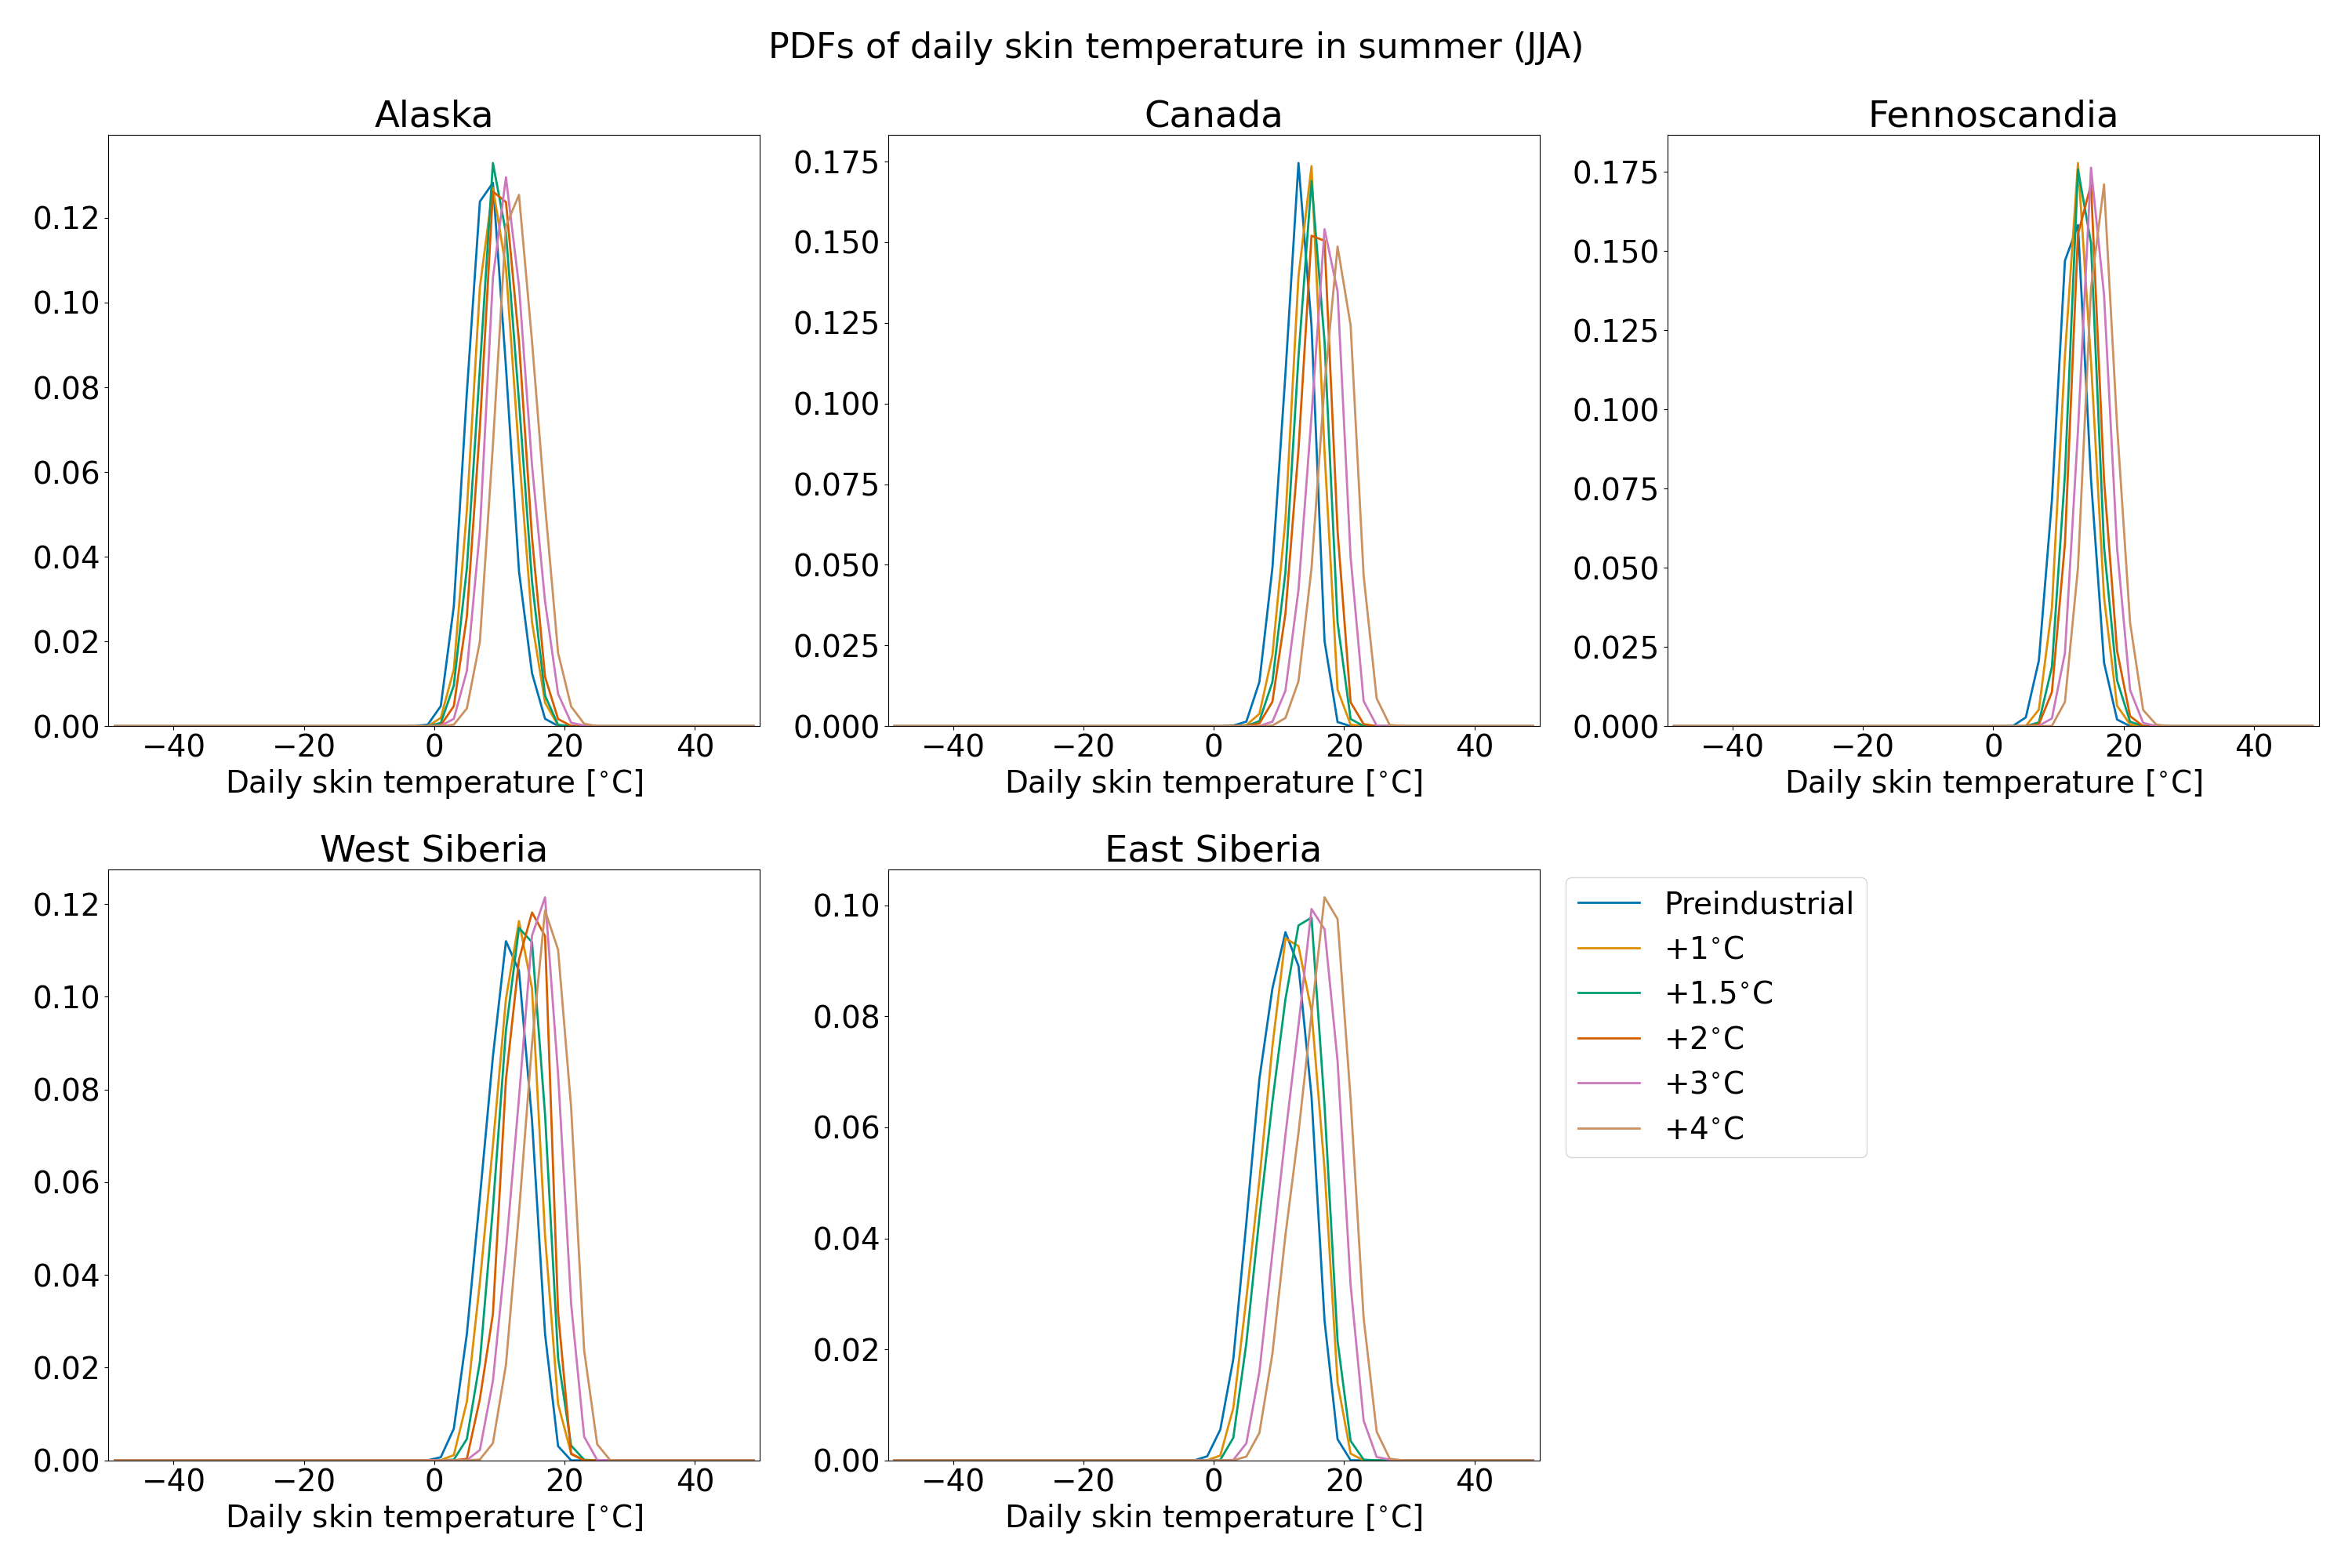 PDFs of daily skin temperature in summer (JJA)
Alaska
0.12
0.10
0.08
0.06
0.04
0.02
0.00
−40 −20 0 20 40
Daily skin temperature [°C]
Canada
0.175
0.150
0.125
0.100
0.075
0.050
0.025
0.000
−40 −20 0 20 40
Daily skin temperature [°C]
Fennoscandia
0.175
0.150
0.125
0.100
0.075
0.050
0.025
0.000
−40 −20 0 20 40
Daily skin temperature [°C]
West Siberia
0.12
0.10
0.08
0.06
0.04
0.02
0.00
−40 −20 0 20 40
Daily skin temperature [°C]
East Siberia
0.10
0.08
0.06
0.04
0.02
0.00
−40 −20 0 20 40
Daily skin temperature [°C]
Preindustrial
+1°C
+1.5°C
+2°C
+3°C
+4°C